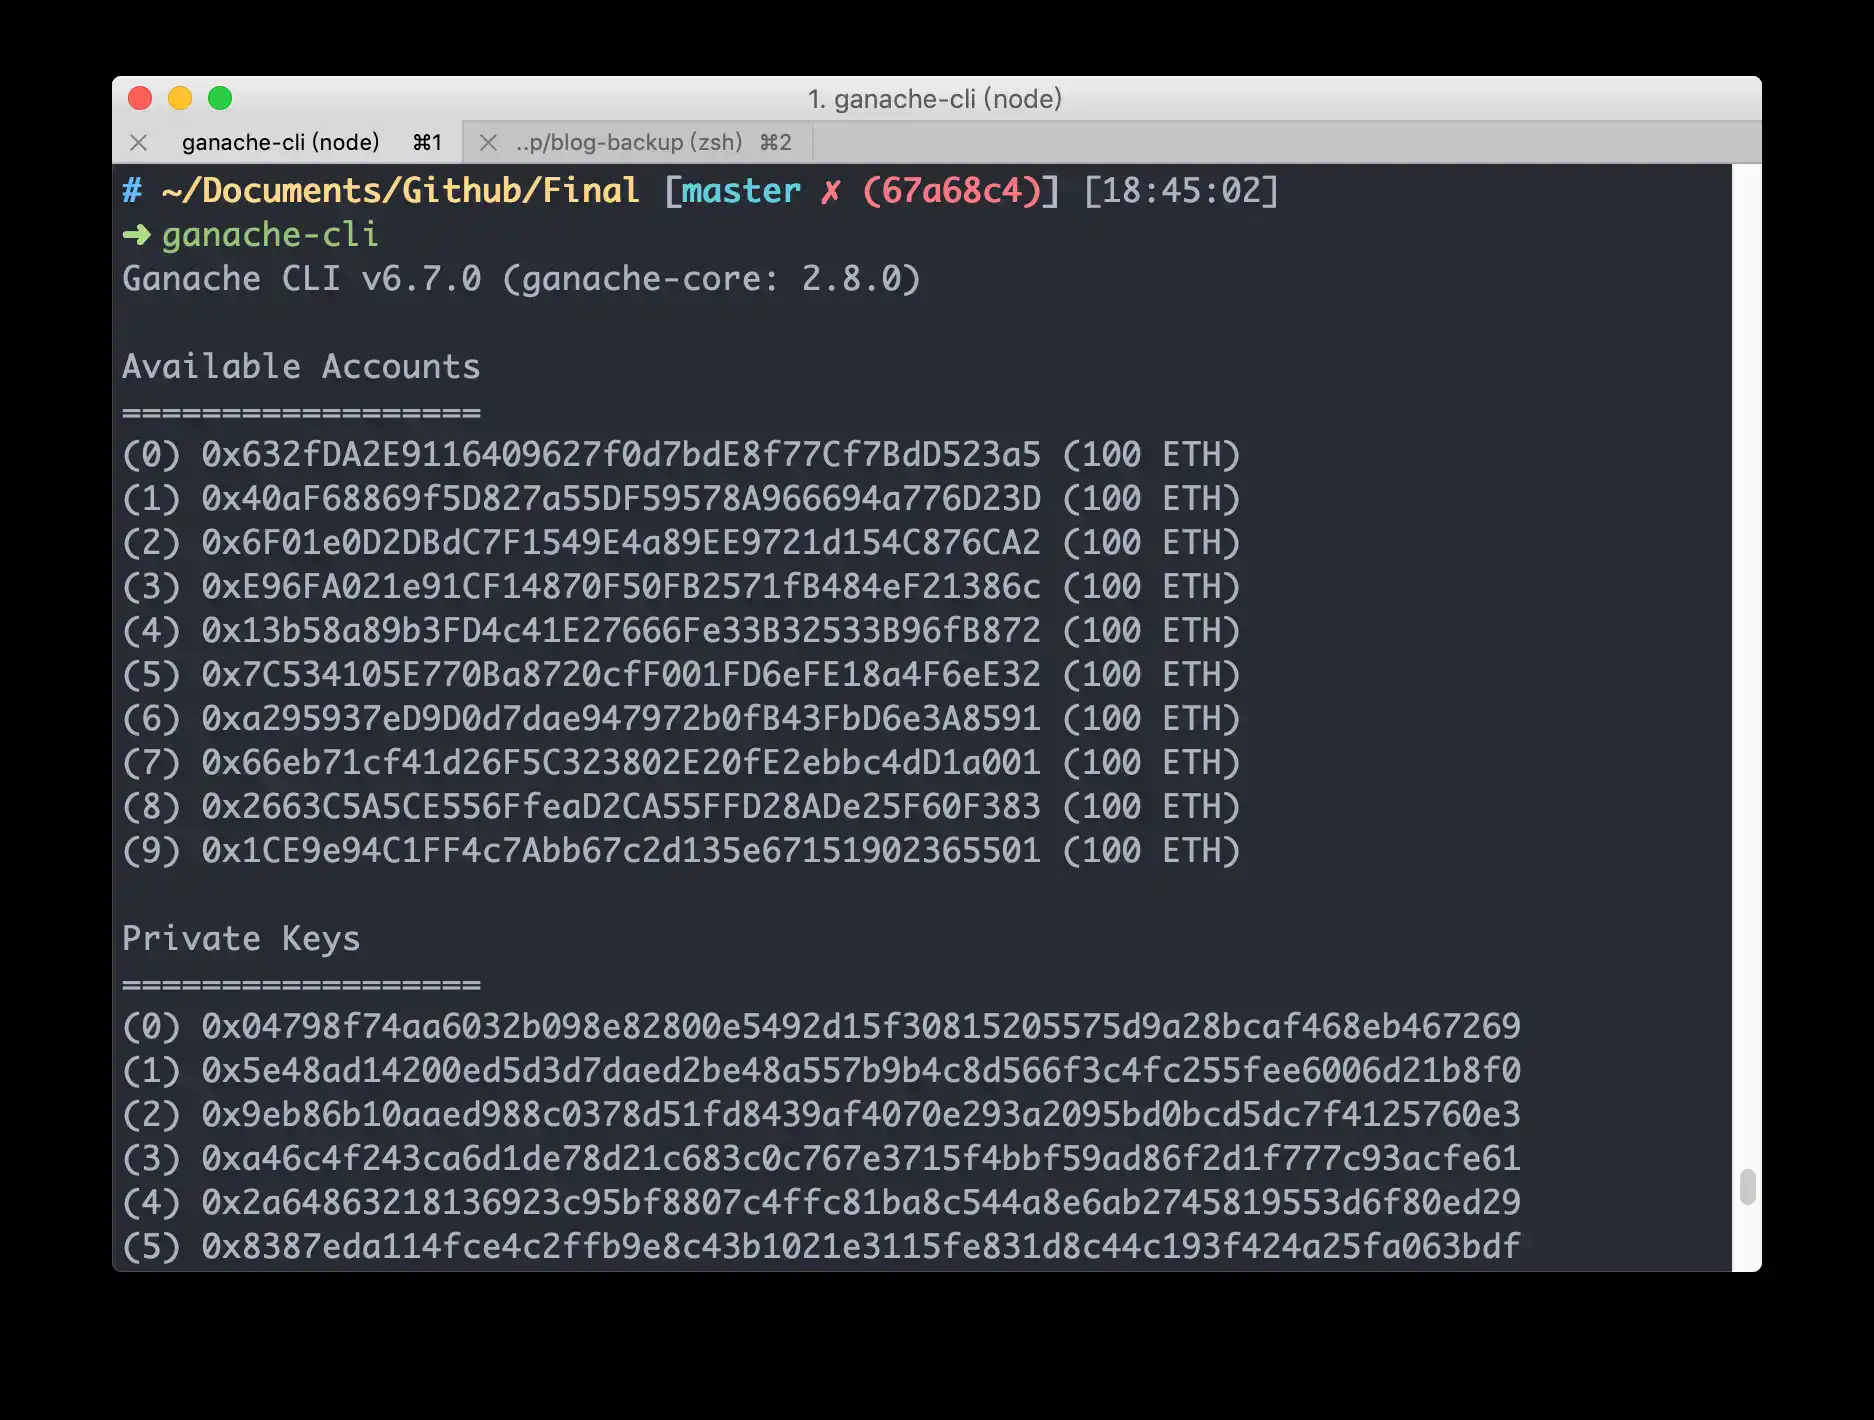 1. ganache-cli (node)
ganache-cli (node) ⌘1 ..p/blog-backup (zsh) ⌘2
# ~/Documents/Github/Final [master ✗ (67a68c4)] [18:45:02]
➜ ganache-cli
Ganache CLI v6.7.0 (ganache-core: 2.8.0)
Available Accounts
==================
(0) 0x632fDA2E9116409627f0d7bdE8f77Cf7BdD523a5 (100 ETH)
(1) 0x40aF68869f5D827a55DF59578A966694a776D23D (100 ETH)
(2) 0x6F01e0D2DBdC7F1549E4a89EE9721d154C876CA2 (100 ETH)
(3) 0xE96FA021e91CF14870F50FB2571fB484eF21386c (100 ETH)
(4) 0x13b58a89b3FD4c41E27666Fe33B32533B96fB872 (100 ETH)
(5) 0x7C534105E770Ba8720cfF001FD6eFE18a4F6eE32 (100 ETH)
(6) 0xa295937eD9D0d7dae947972b0fB43FbD6e3A8591 (100 ETH)
(7) 0x66eb71cf41d26F5C323802E20fE2ebbc4dD1a001 (100 ETH)
(8) 0x2663C5A5CE556FfeaD2CA55FFD28ADe25F60F383 (100 ETH)
(9) 0x1CE9e94C1FF4c7Abb67c2d135e67151902365501 (100 ETH)
Private Keys
==================
(0) 0x04798f74aa6032b098e82800e5492d15f30815205575d9a28bcaf468eb467269
(1) 0x5e48ad14200ed5d3d7daed2be48a557b9b4c8d566f3c4fc255fee6006d21b8f0
(2) 0x9eb86b10aaed988c0378d51fd8439af4070e293a2095bd0bcd5dc7f4125760e3
(3) 0xa46c4f243ca6d1de78d21c683c0c767e3715f4bbf59ad86f2d1f777c93acfe61
(4) 0x2a64863218136923c95bf8807c4ffc81ba8c544a8e6ab2745819553d6f80ed29
(5) 0x8387eda114fce4c2ffb9e8c43b1021e3115fe831d8c44c193f424a25fa063bdf